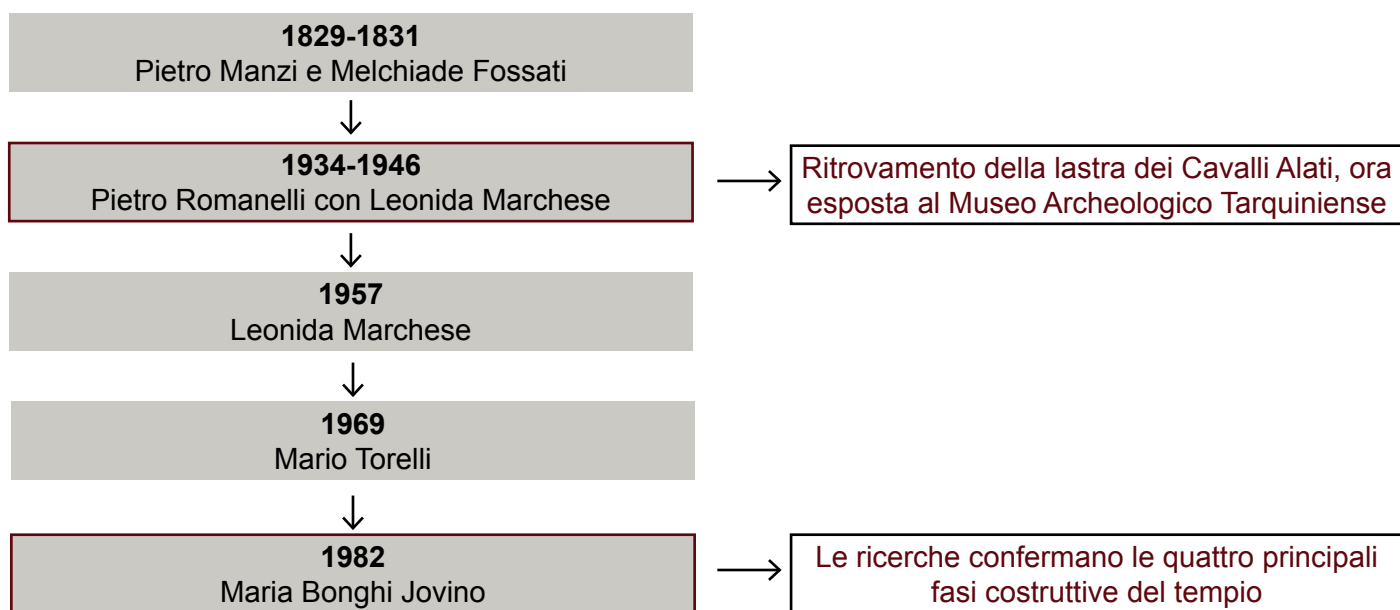 1829-1831
Pietro Manzi e Melchiade Fossati
1934-1946
Pietro Romanelli con Leonida Marchese
Ritrovamento della lastra dei Cavalli Alati, ora
esposta al Museo Archeologico Tarquiniense
1957
Leonida Marchese
1969
Mario Torelli
1982
Maria Bonghi Jovino
Le ricerche confermano le quattro principali
fasi costruttive del tempio